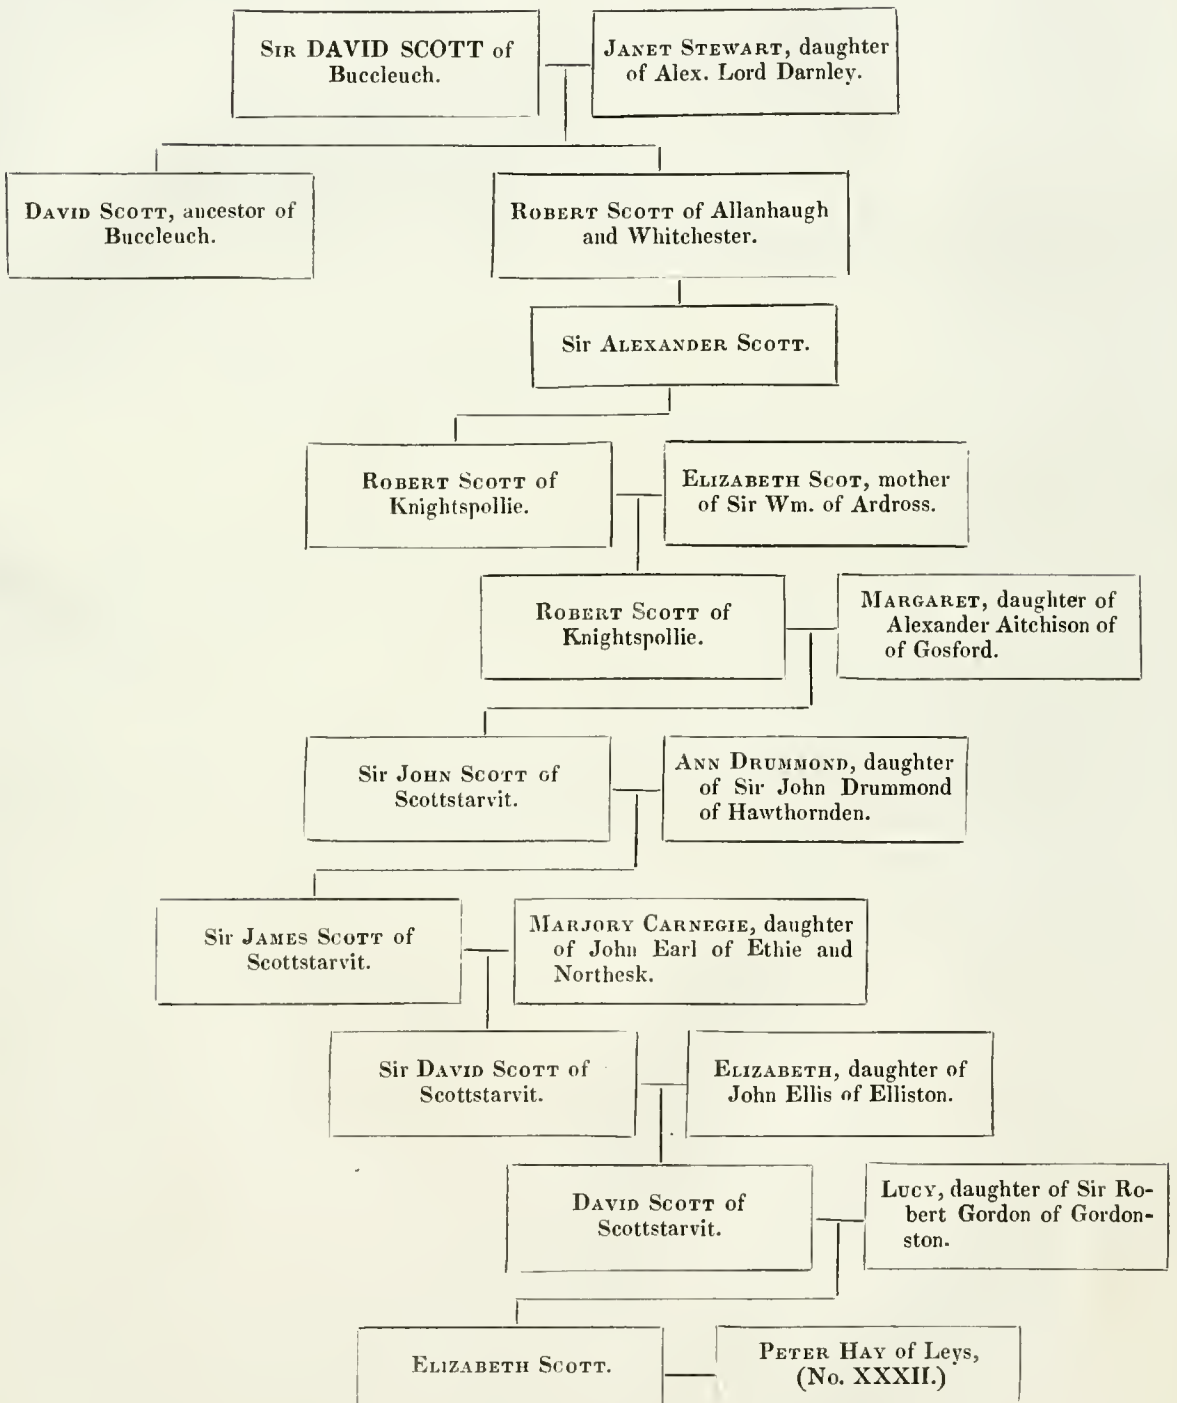 SIR DAVID SCOTT of
Buccleuch.
JANET STEWART, daughter
of Alex. Lord Darnley.
DAVID SCOTT, ancestor of
Buccleuch.
ROBERT SCOTT of Allanhaugh
and Whitchester.
Sir ALEXANDER SCOTT.
ROBERT SCOTT of
Knightspollie.
ELIZABETH SCOT, mother
of Sir Wm. of Ardross.
ROBERT SCOTT of
Knightspollie.
MARGARET, daughter of
Alexander Aitchison of
of Gosford.
Sir JOHN SCOTT of
Scottstarvit.
ANN DRUMMOND, daughter
of Sir John Drummond
of Hawthornden.
Sir JAMES SCOTT of
Scottstarvit.
MARJORY CARNEGIE, daughter
of John Earl of Ethie and
Northesk.
Sir DAVID SCOTT of
Scottstarvit.
ELIZABETH, daughter of
John Ellis of Elliston.
DAVID SCOTT of
Scottstarvit.
LUCY, daughter of Sir Ro-
bert Gordon of Gordon-
ston.
ELIZABETH SCOTT.
PETER HAY of Leys,
(No. XXXII.)